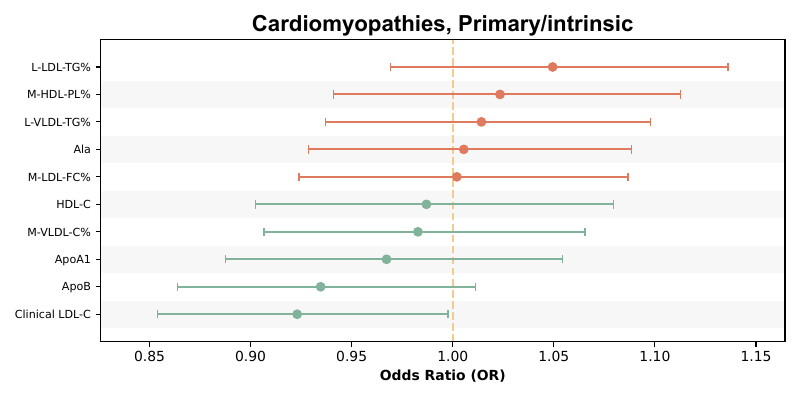 Cardiomyopathies, Primary/intrinsic
L-LDL-TG%
M-HDL-PL%
L-VLDL-TG%
Ala
M-LDL-FC%
HDL-C
M-VLDL-C%
ApoA1
ApoB
Clinical LDL-C
0.85 0.90 0.95 1.00 1.05 1.10 1.15
Odds Ratio (OR)